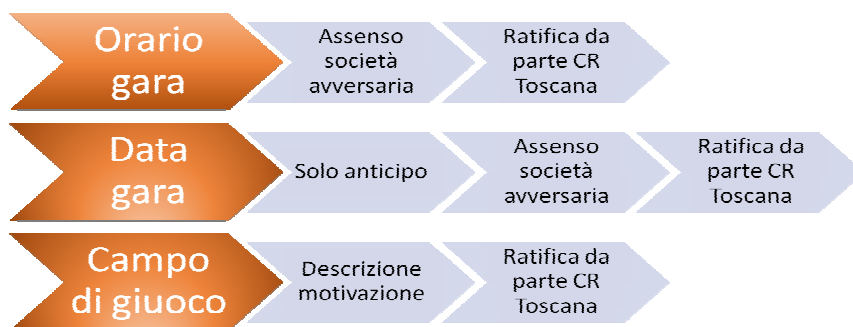 Orario
gara
Assenso
società
avversaria
Ratifica da
parte CR
Toscana
Data
gara
Solo anticipo
Assenso
società
avversaria
Ratifica da
parte CR
Toscana
Campo
di giuoco
Descrizione
motivazione
Ratifica da
parte CR
Toscana